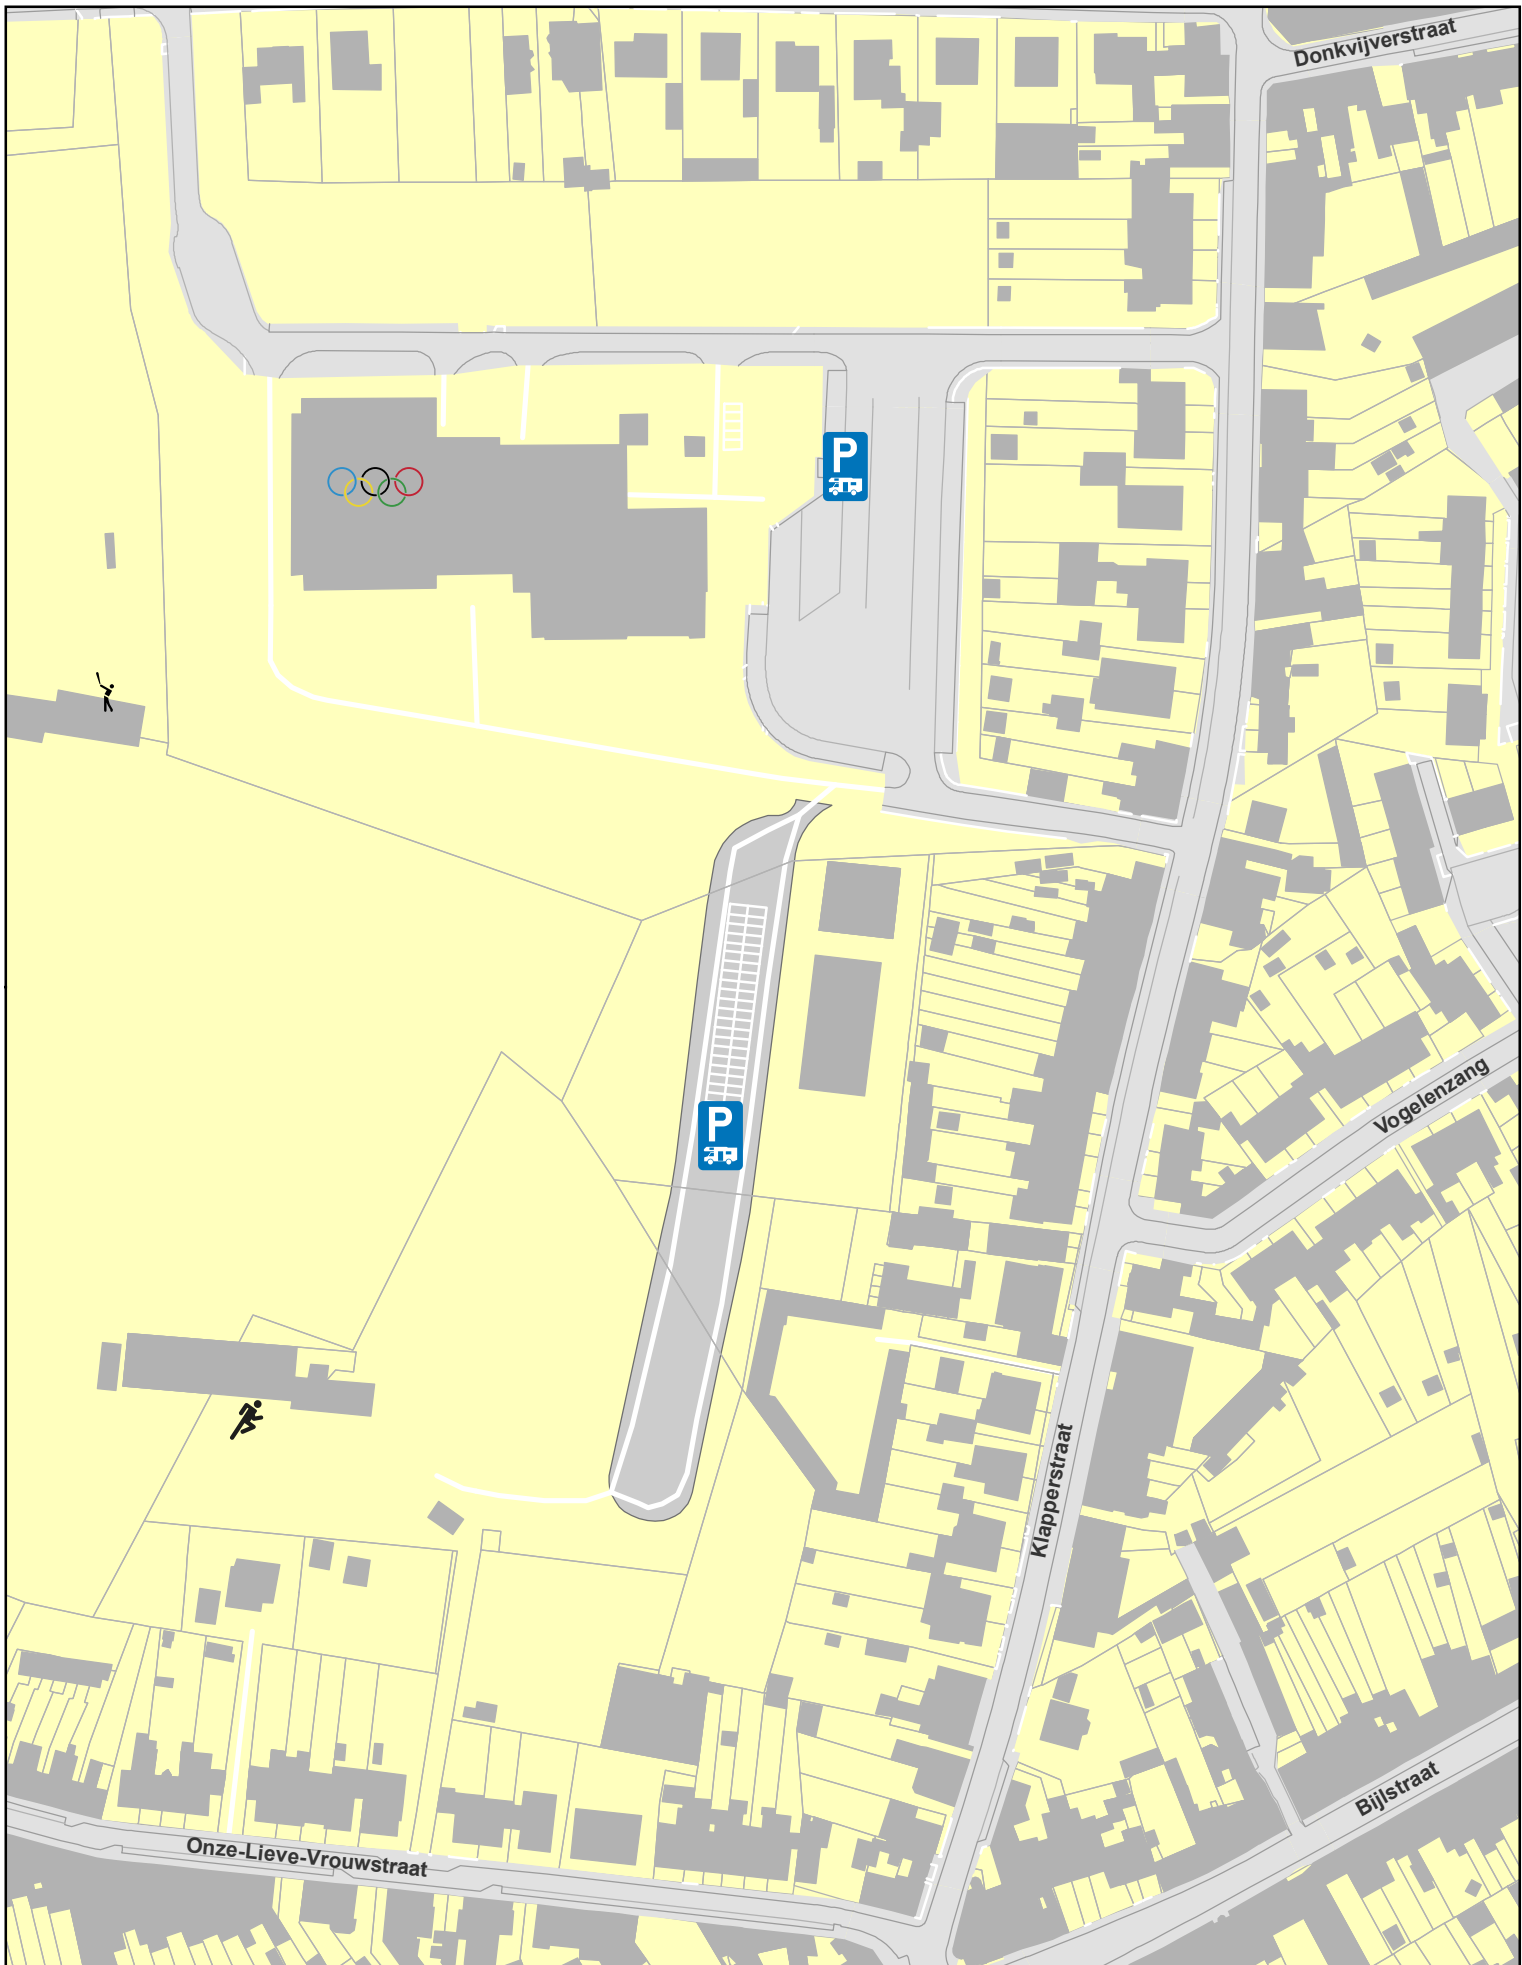 Donkvijverstraat
P
P
Vogelenzang
Klapperstraat
Bijlstraat
Onze-Lieve-Vrouwstraat